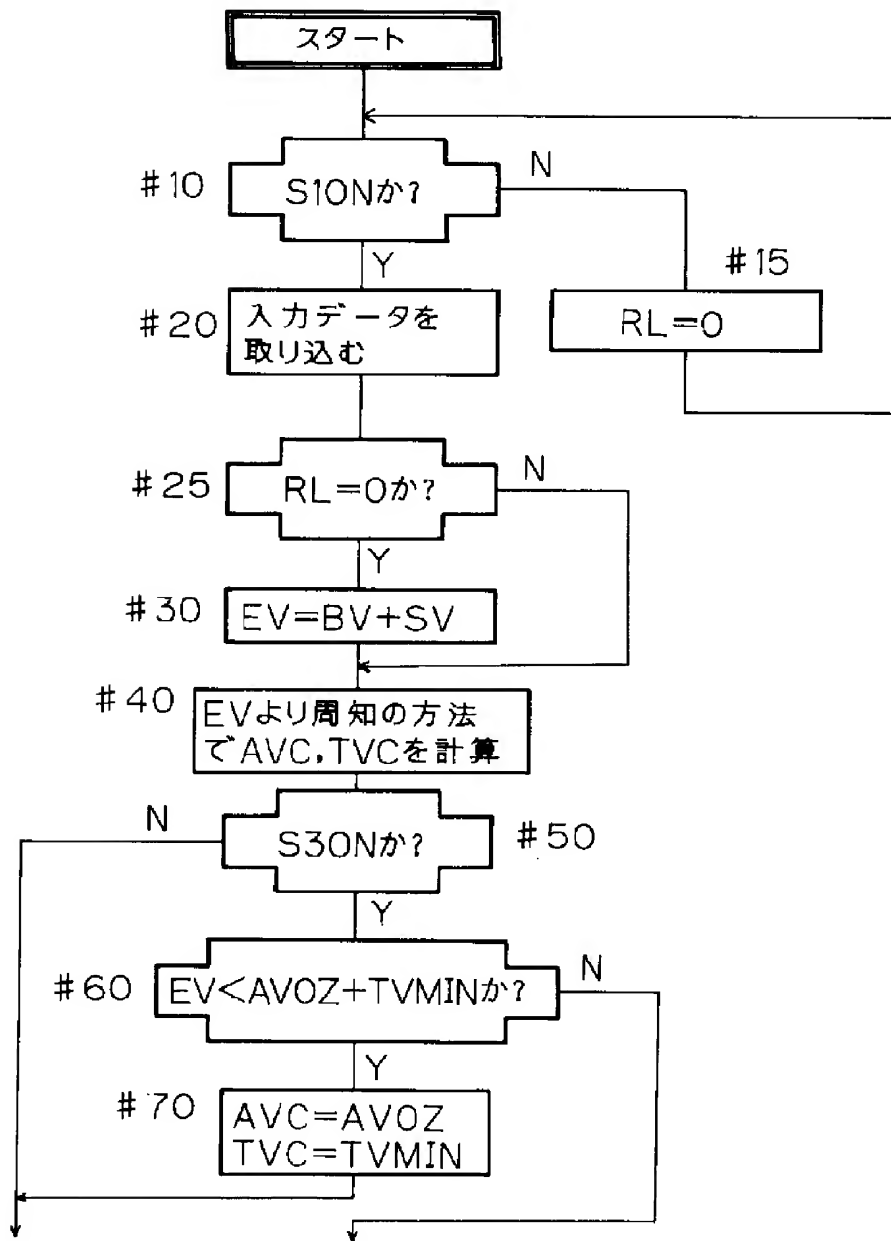 スタート
#10
S1ONか?
N
Y
#15
RL=0
#20
入力データを
取り込む
#25
RL=0か?
N
Y
#30
EV=BV+SV
#40
EVより周知の方法
でAVC,TVCを計算
N
S3ONか?
#50
Y
#60
EV<AVOZ+TVMINか?
N
Y
#70
AVC=AVOZ
TVC=TVMIN